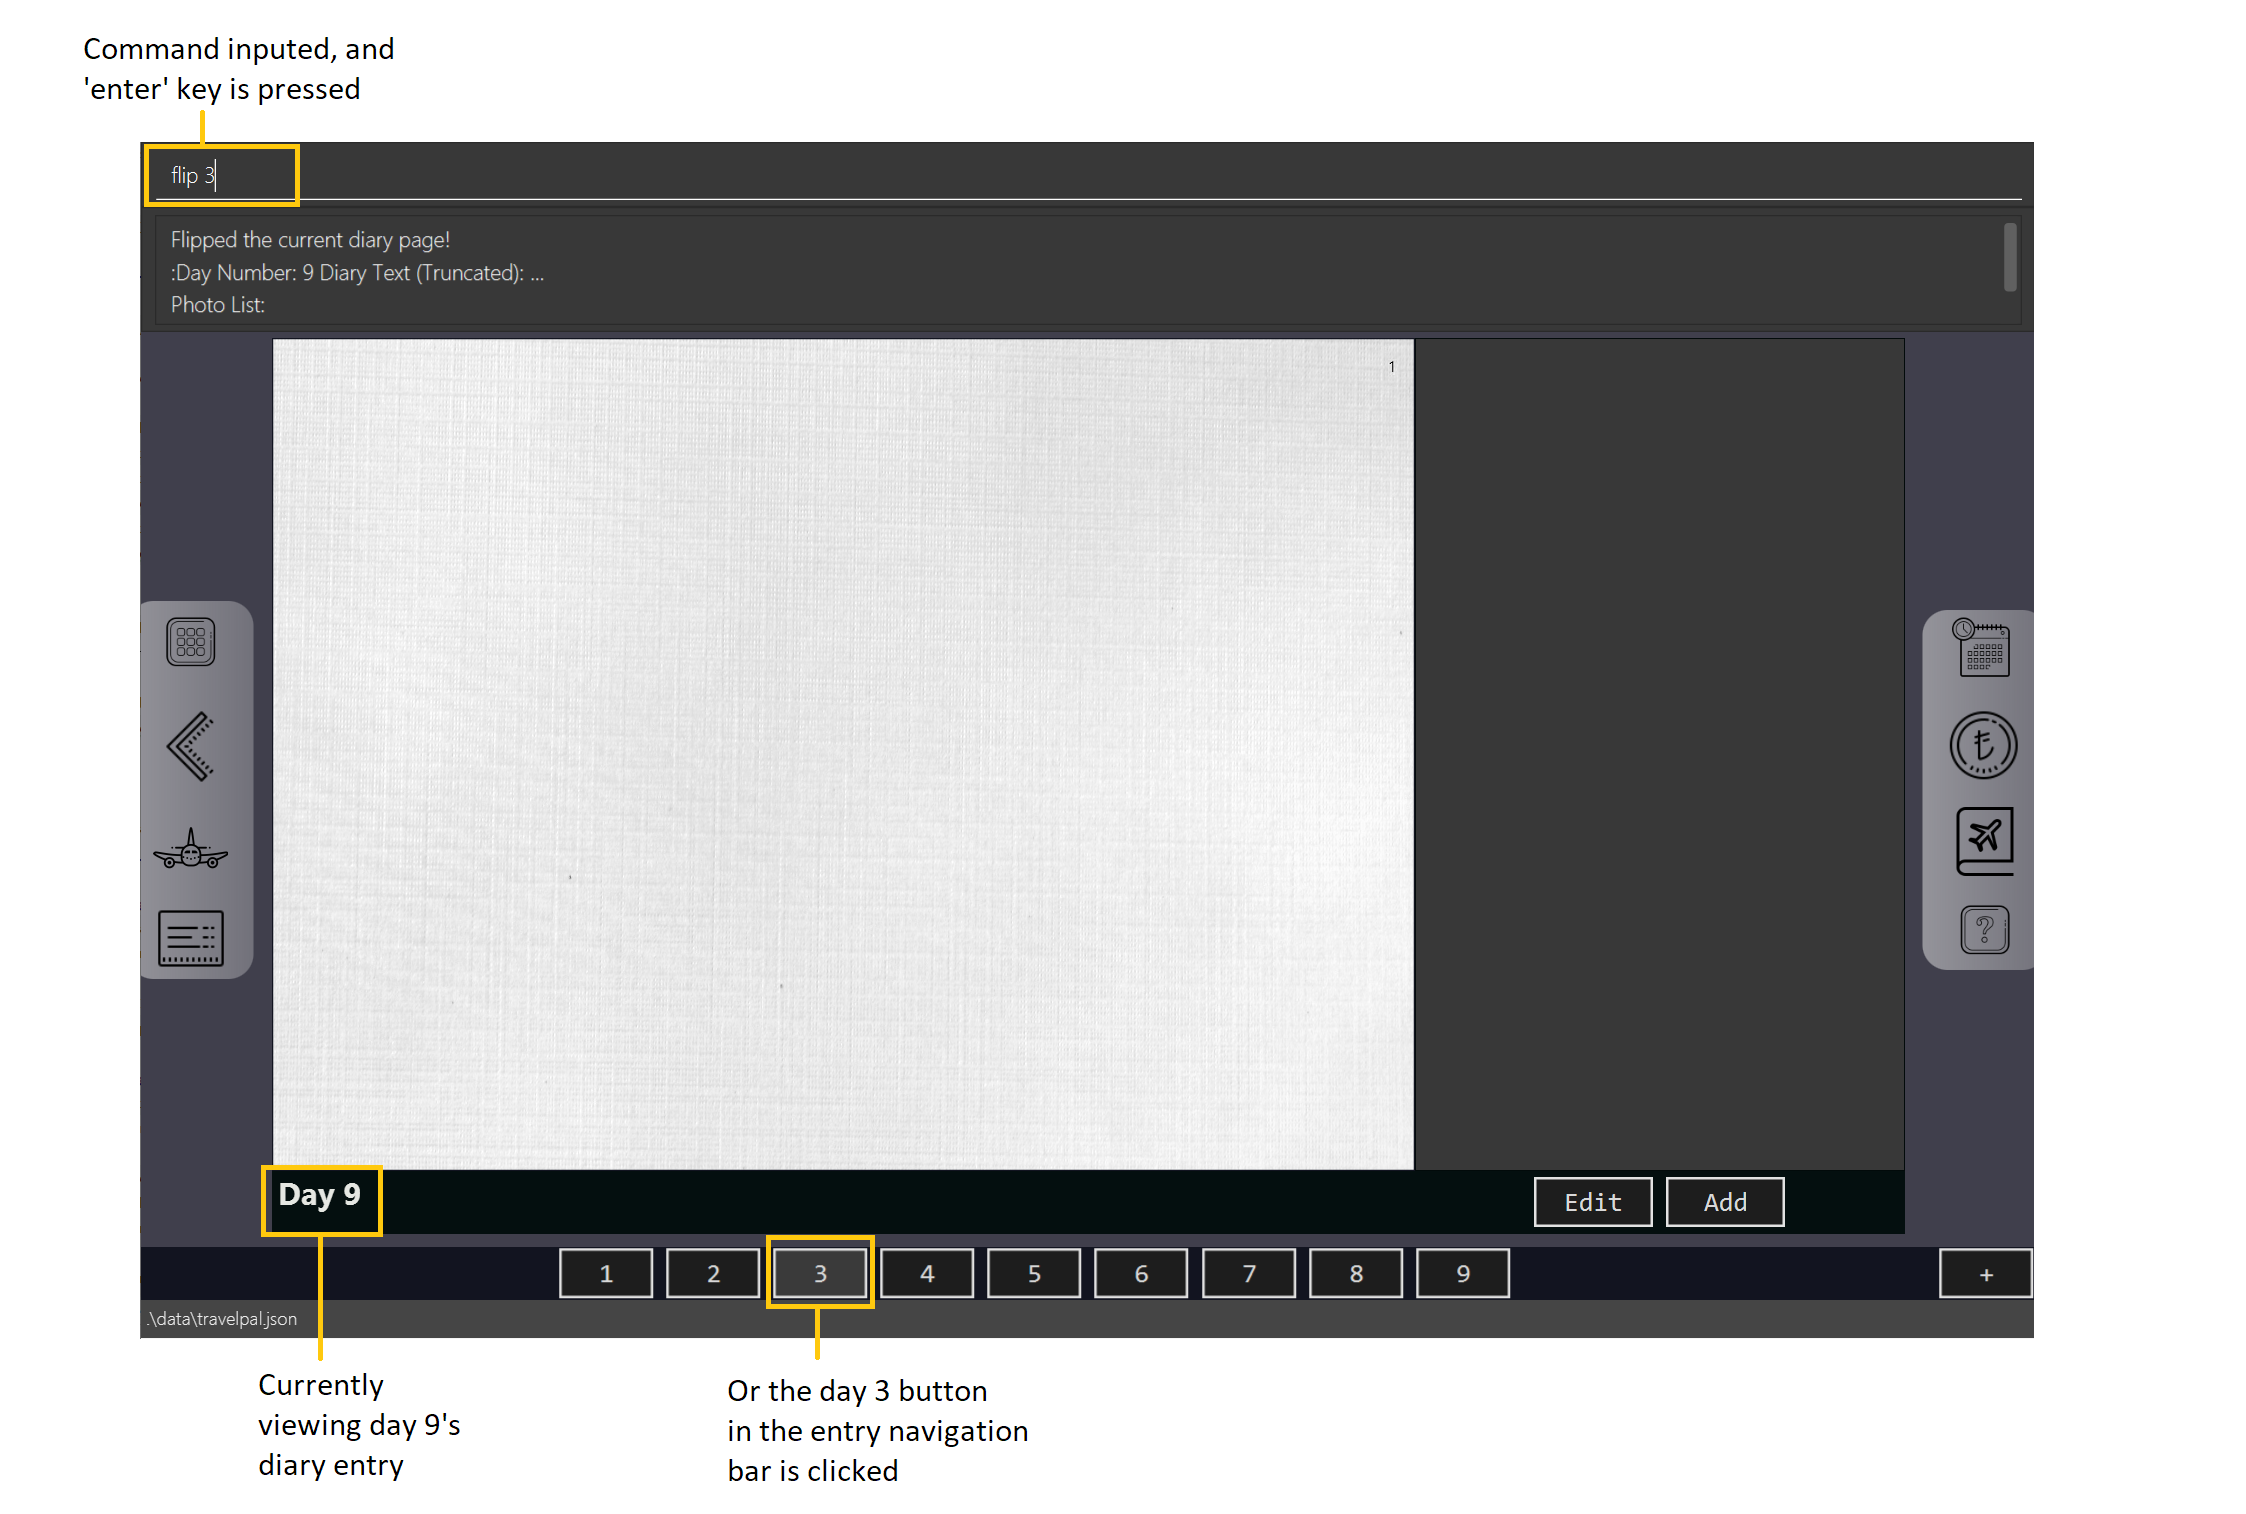 Command inputed, and
'enter' key is pressed
flip 3
Flipped the current diary page!
:Day Number: 9 Diary Text (Truncated): ...
Photo List:
1
Day 9
Edit
Add
1
2
3
4
5
6
7
8
9
+
.\data\travelpal.json
Currently
viewing day 9's
diary entry
Or the day 3 button
in the entry navigation
bar is clicked